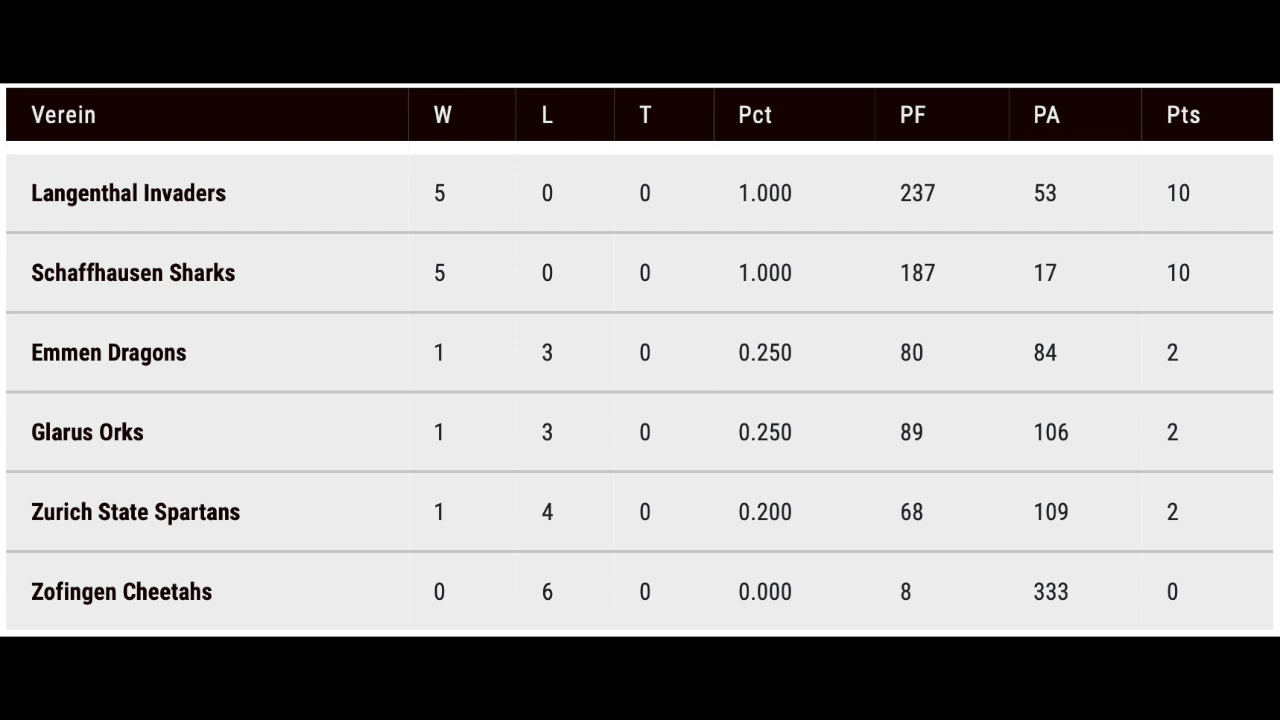 Verein W L T Pct PF PA Pts
Langenthal Invaders 5 0 0 1.000 237 53 10
Schaffhausen Sharks 5 0 0 1.000 187 17 10
Emmen Dragons 1 3 0 0.250 80 84 2
Glarus Orks 1 3 0 0.250 89 106 2
Zurich State Spartans 1 4 0 0.200 68 109 2
Zofingen Cheetahs 0 6 0 0.000 8 333 0